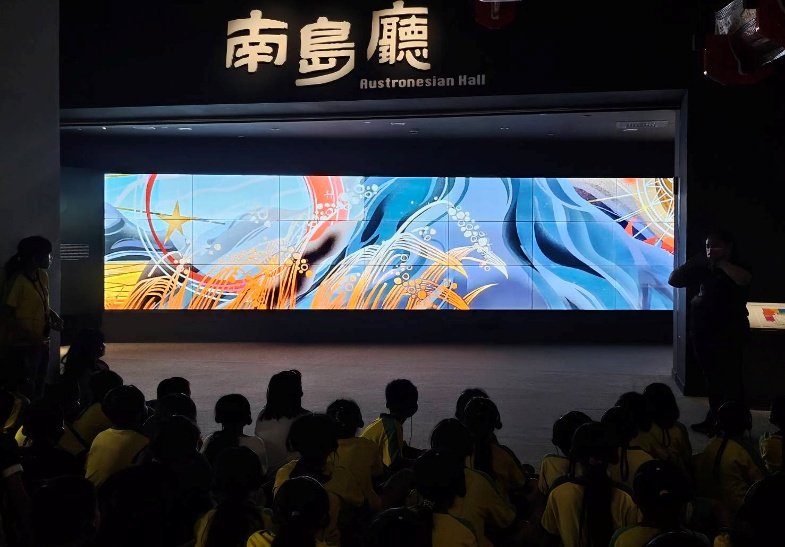 南島廳
Austronesian Hall